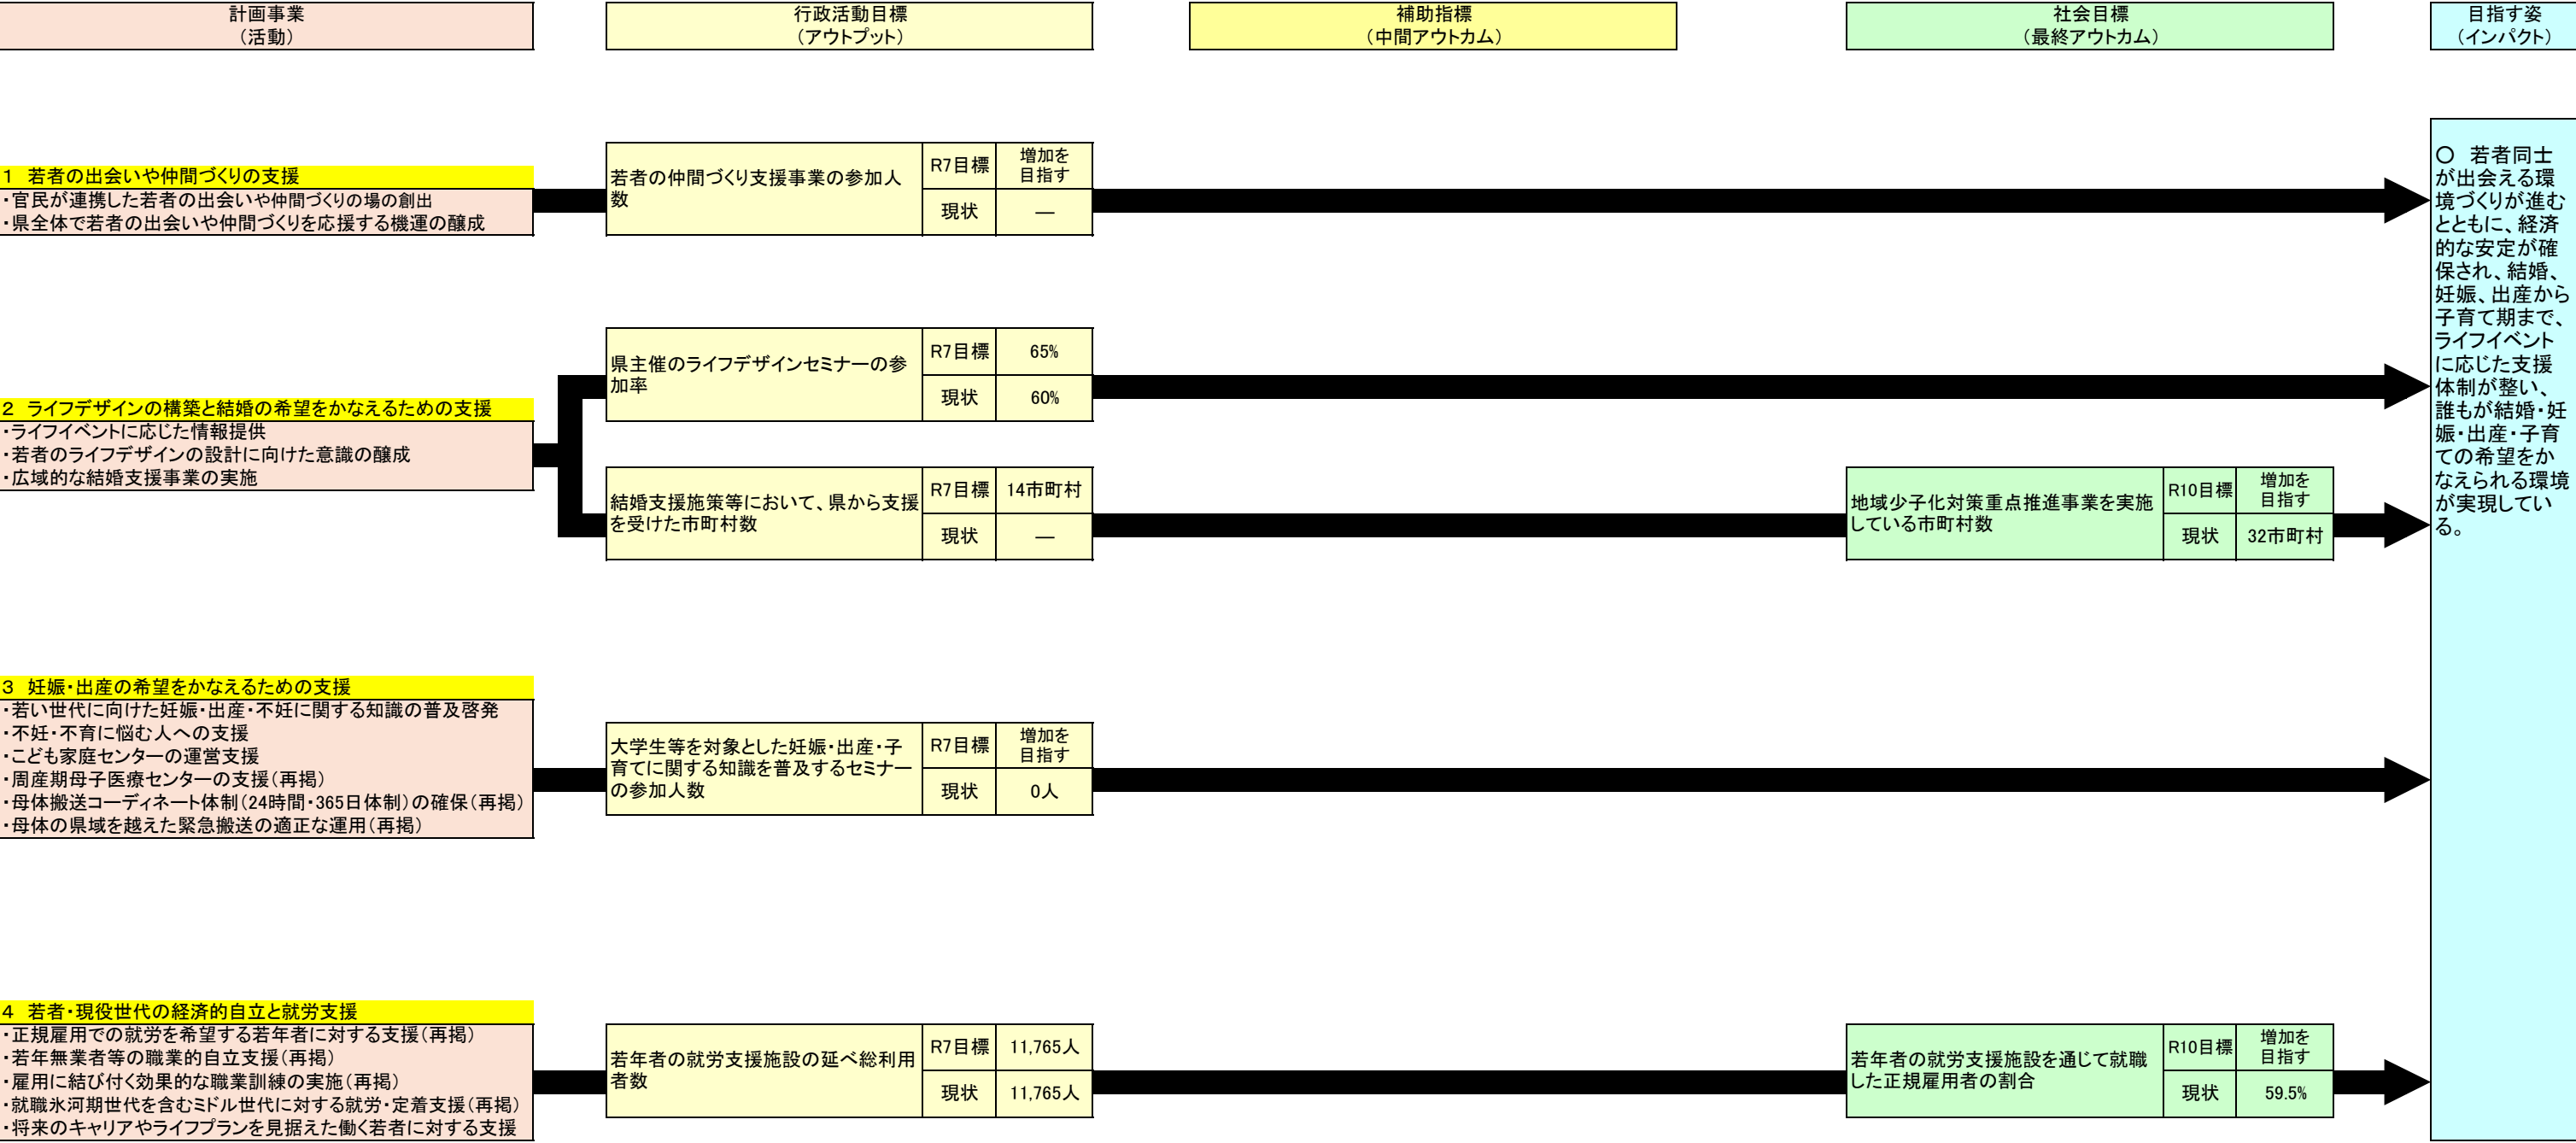 計画事業
(活動)
行政活動目標
(アウトプット)
補助指標
(中間アウトカム)
社会目標
(最終アウトカム)
目指す姿
(インパクト)
1 若者の出会いや仲間づくりの支援
・官民が連携した若者の出会いや仲間づくりの場の創出
・県全体で若者の出会いや仲間づくりを応援する機運の醸成
若者の仲間づくり支援事業の参加人
数
R7目標
増加を
目指す
現状
―
2 ライフデザインの構築と結婚の希望をかなえるための支援
・ライフイベントに応じた情報提供
・若者のライフデザインの設計に向けた意識の醸成
・広域的な結婚支援事業の実施
県主催のライフデザインセミナーの参
加率
R7目標
65%
現状
60%
結婚支援施策等において、県から支援
を受けた市町村数
R7目標
14市町村
現状
―
地域少子化対策重点推進事業を実施
している市町村数
R10目標
増加を
目指す
現状
32市町村
3 妊娠・出産の希望をかなえるための支援
・若い世代に向けた妊娠・出産・不妊に関する知識の普及啓発
・不妊・不育に悩む人への支援
・こども家庭センターの運営支援
・周産期母子医療センターの支援(再掲)
・母体搬送コーディネート体制(24時間・365日体制)の確保(再掲)
・母体の県域を越えた緊急搬送の適正な運用(再掲)
大学生等を対象とした妊娠・出産・子
育てに関する知識を普及するセミナー
の参加人数
R7目標
増加を
目指す
現状
0人
4 若者・現役世代の経済的自立と就労支援
・正規雇用での就労を希望する若年者に対する支援(再掲)
・若年無業者等の職業的自立支援(再掲)
・雇用に結び付く効果的な職業訓練の実施(再掲)
・就職氷河期世代を含むミドル世代に対する就労・定着支援(再掲)
・将来のキャリアやライフプランを見据えた働く若者に対する支援
若年者の就労支援施設の延べ総利用
者数
R7目標
11,765人
現状
11,765人
若年者の就労支援施設を通じて就職
した正規雇用者の割合
R10目標
増加を
目指す
現状
59.5%
○ 若者同士
が出会える環
境づくりが進む
とともに、経済
的な安定が確
保され、結婚、
妊娠、出産から
子育て期まで、
ライフイベント
に応じた支援
体制が整い、
誰もが結婚・妊
娠・出産・子育
ての希望をか
なえられる環境
が実現してい
る。